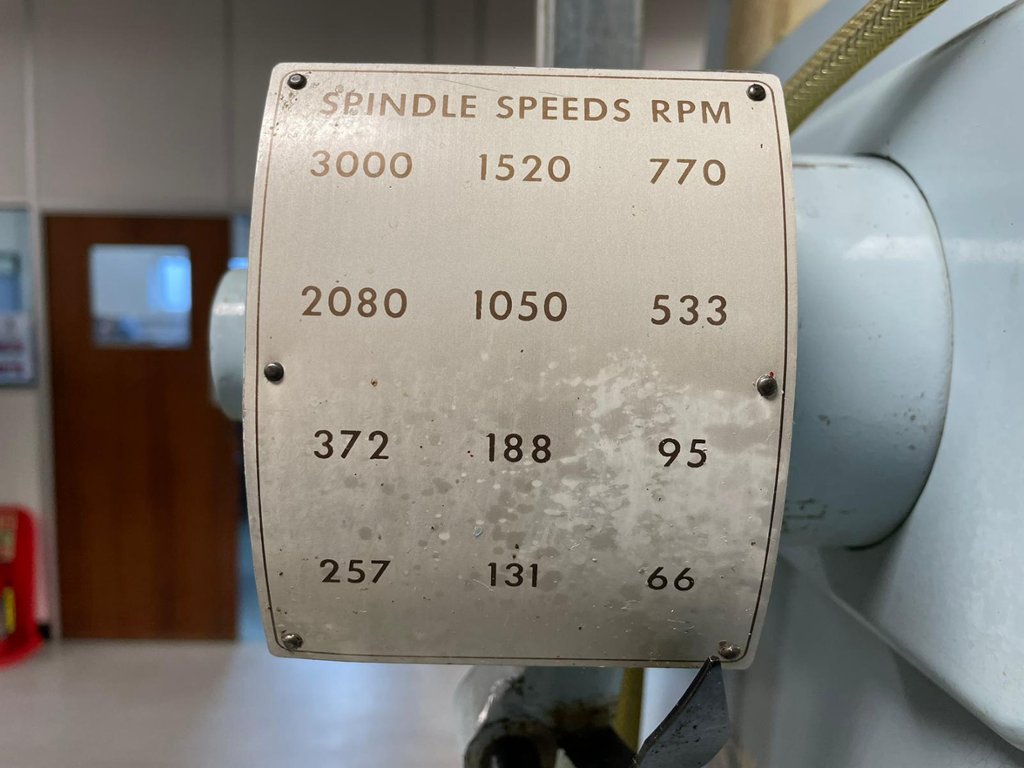 SPINDLE SPEEDS RPM
3000 1520 770
2080 1050 533
372 188 95
257 131 66